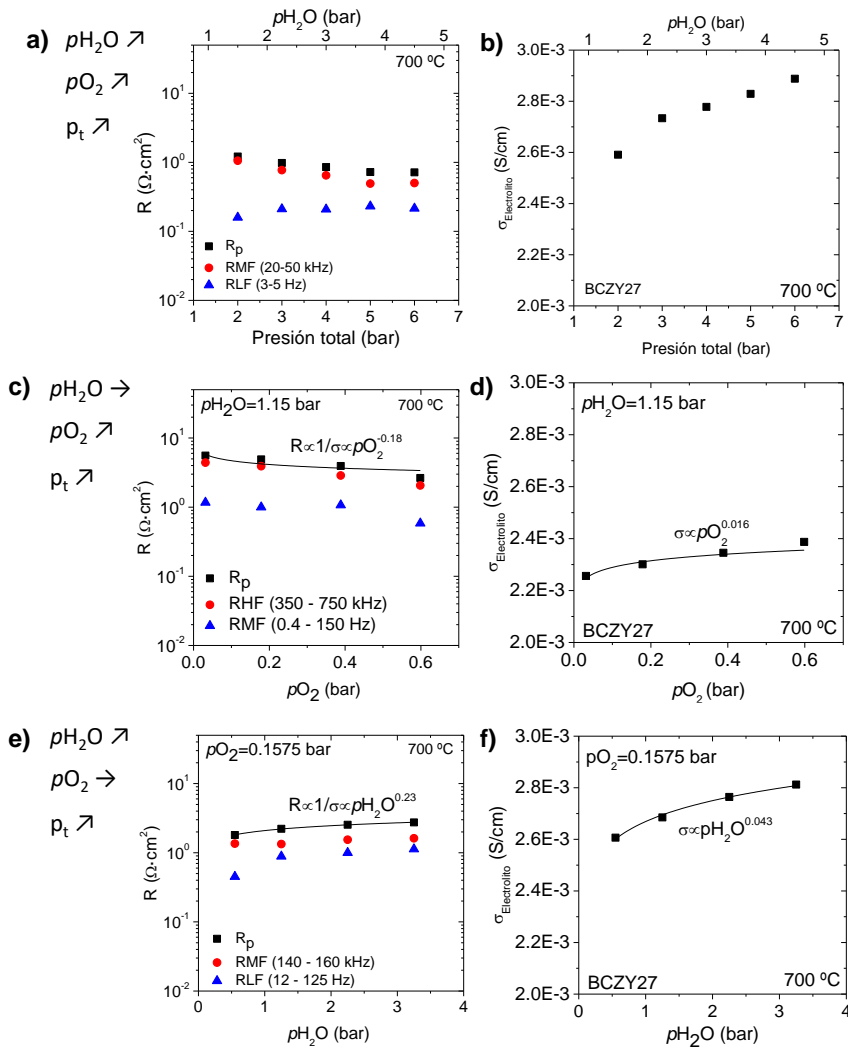 a)
pH₂O ↗
pO₂ ↗
pₜ ↗
pH₂O (bar)
1 2 3 4 5
700 ºC
R (Ω·cm²)
10¹
10⁰
10⁻¹
10⁻²
Rₚ
RMF (20-50 kHz)
RLF (3-5 Hz)
1 2 3 4 5 6 7
Presión total (bar)
b)
pH₂O (bar)
1 2 3 4 5
σElectrolito (S/cm)
3.0E-3
2.8E-3
2.6E-3
2.4E-3
2.2E-3
2.0E-3
BCZY27
700 ºC
1 2 3 4 5 6 7
Presión total (bar)
c)
pH₂O →
pO₂ ↗
pₜ ↗
pH₂O=1.15 bar
700 ºC
R∝1/σ∝pO₂⁻⁰·¹⁸
R (Ω·cm²)
10¹
10⁰
10⁻¹
10⁻²
Rₚ
RHF (350 - 750 kHz)
RMF (0.4 - 150 Hz)
0.0 0.2 0.4 0.6
pO₂ (bar)
d)
pH₂O=1.15 bar
σElectrolito (S/cm)
3.0E-3
2.8E-3
2.6E-3
2.4E-3
2.2E-3
2.0E-3
σ∝pO₂⁰·⁰¹⁶
BCZY27
700 ºC
0.0 0.2 0.4 0.6
pO₂ (bar)
e)
pH₂O ↗
pO₂ →
pₜ ↗
pO₂=0.1575 bar
700 ºC
R∝1/σ∝pH₂O⁰·²³
R (Ω·cm²)
10¹
10⁰
10⁻¹
10⁻²
Rₚ
RMF (140 - 160 kHz)
RLF (12 - 125 Hz)
0 1 2 3 4
pH₂O (bar)
f)
pO₂=0.1575 bar
σElectrolito (S/cm)
3.0E-3
2.8E-3
2.6E-3
2.4E-3
2.2E-3
2.0E-3
σ∝pH₂O⁰·⁰⁴³
BCZY27
700 ºC
0 1 2 3 4
pH₂O (bar)